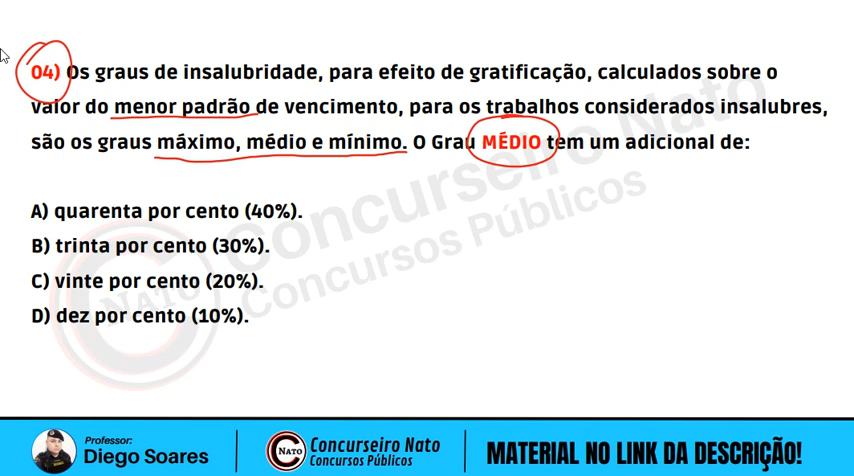 04) Os graus de insalubridade, para efeito de gratificação, calculados sobre o
valor do menor padrão de vencimento, para os trabalhos considerados insalubres,
são os graus máximo, médio e mínimo. O Grau MÉDIO tem um adicional de:
A) quarenta por cento (40%).
B) trinta por cento (30%).
C) vinte por cento (20%).
D) dez por cento (10%).
Concurseiro Nato
Concursos Públicos
NATO
Professor:
Diego Soares
NATO
Concurseiro Nato
Concursos Públicos
MATERIAL NO LINK DA DESCRIÇÃO!